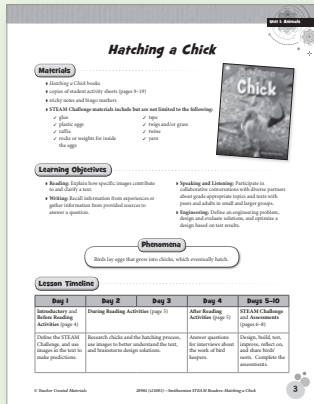 Unit 1: Animals
Hatching a Chick
Chick
Materials
Hatching a Chick books
copies of student activity sheets (pages 9–19)
sticky notes and bingo markers
STEAM Challenge materials include but are not limited to the following:
✓ glue
✓ plastic eggs
✓ raffia
✓ rocks or weights for inside
the eggs
✓ tape
✓ twigs and/or grass
✓ twine
✓ yarn
Learning Objectives
Reading: Explain how specific images contribute
to and clarify a text.
Writing: Recall information from experiences or
gather information from provided sources to
answer a question.
Speaking and Listening: Participate in
collaborative conversations with diverse partners
about grade appropriate topics and texts with
peers and adults in small and larger groups.
Engineering: Define an engineering problem,
design and evaluate solutions, and optimize a
design based on test results.
Phenomena
Birds lay eggs that grow into chicks, which eventually hatch.
Lesson Timeline
Day 1 Day 2 Day 3 Day 4 Days 5–10
Introductory and
Before Reading
Activities (page 4)
During Reading Activities (page 5)
After Reading
Activities (page 5)
STEAM Challenge
and Assessments
(pages 6–8)
Define the STEAM
Challenge, and use
images in the text to
make predictions.
Research chicks and the hatching process,
use images to better understand the text,
and brainstorm design solutions.
Answer questions
for interviews about
the work of bird
keepers.
Design, build, test,
improve, reflect on,
and share birds'
nests. Complete the
assessments.
© Teacher Created Materials
Smithsonian STEAM Readers: Hatching a Chick
3